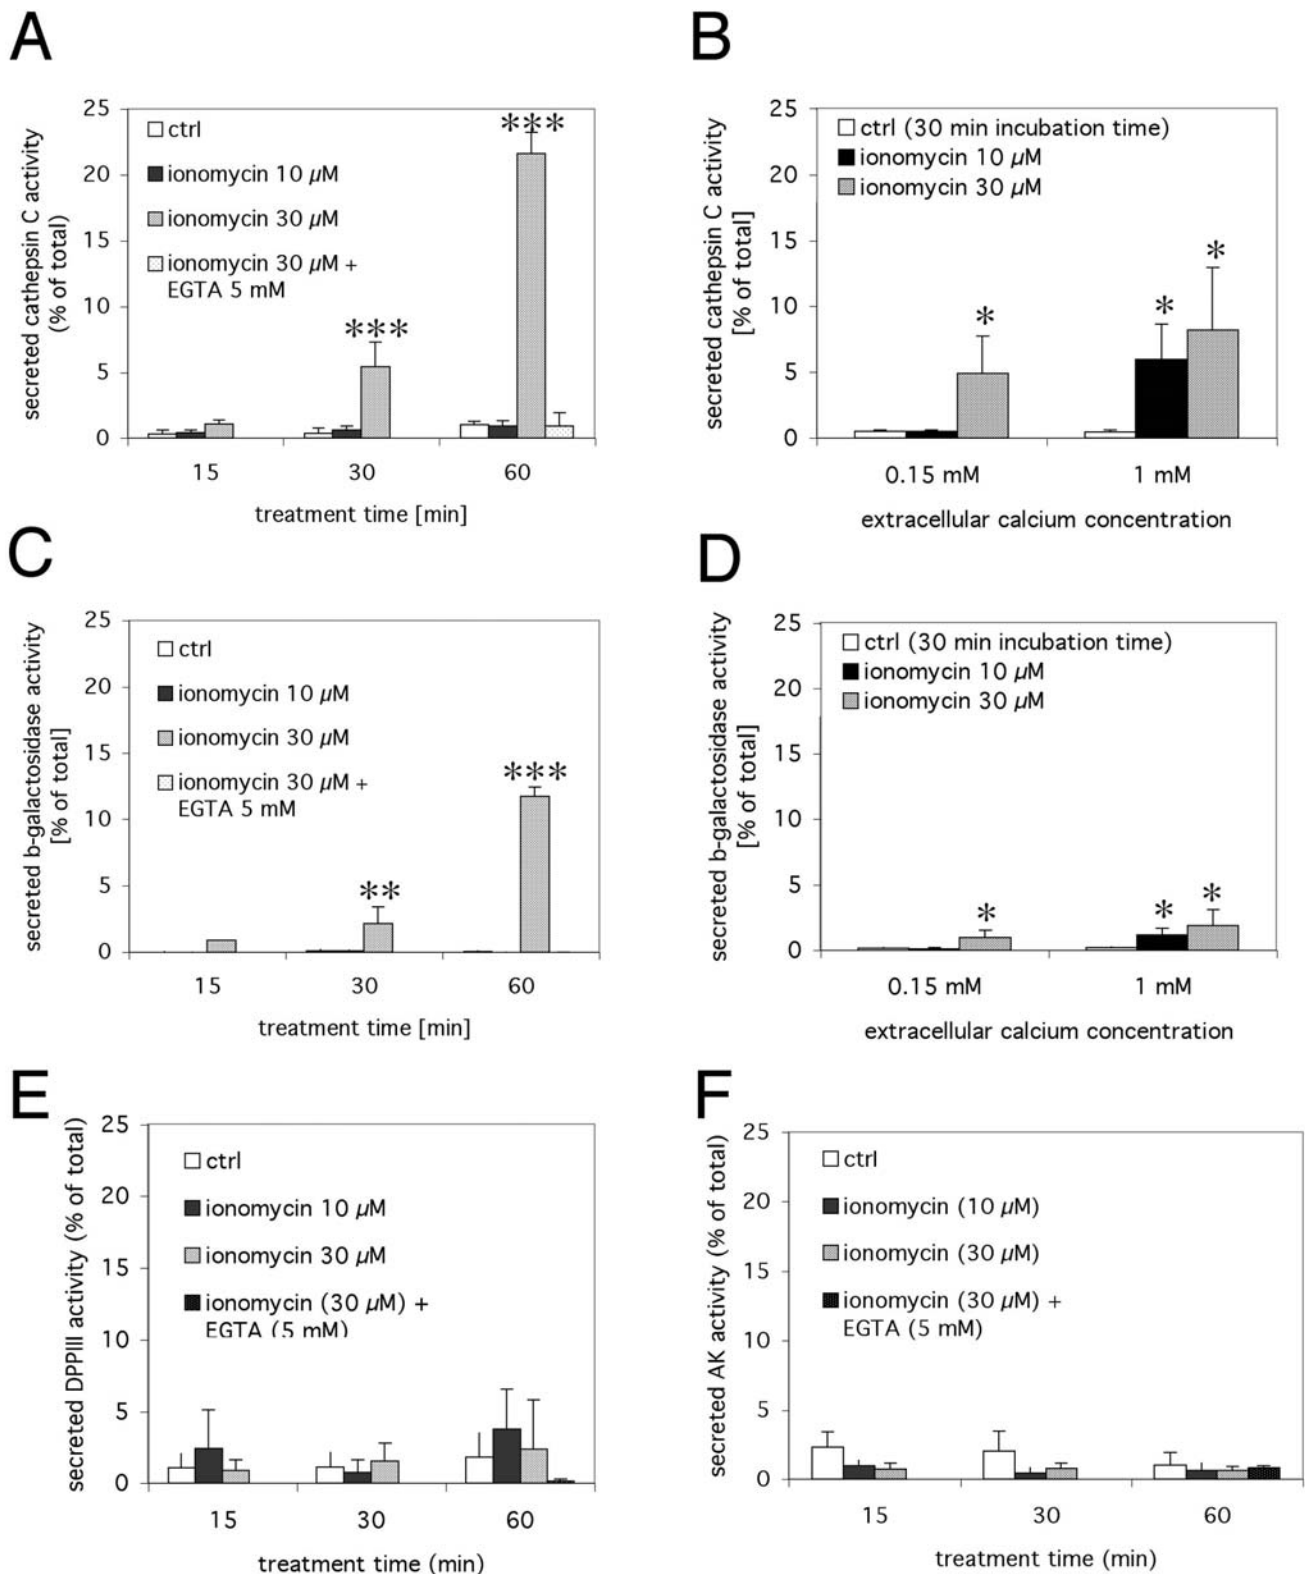 A
secreted cathepsin C activity
(% of total)
25
20
15
10
5
0
ctrl
ionomycin 10 µM
ionomycin 30 µM
ionomycin 30 µM +
EGTA 5 mM
***
***
15
30
60
treatment time [min]
B
secreted cathepsin C activity
[% of total]
25
20
15
10
5
0
ctrl (30 min incubation time)
ionomycin 10 µM
ionomycin 30 µM
*
*
*
0.15 mM
1 mM
extracellular calcium concentration
C
secreted b-galactosidase activity
[% of total]
25
20
15
10
5
0
ctrl
ionomycin 10 µM
ionomycin 30 µM
ionomycin 30 µM +
EGTA 5 mM
**
***
15
30
60
treatment time [min]
D
secreted b-galactosidase activity
[% of total]
25
20
15
10
5
0
ctrl (30 min incubation time)
ionomycin 10 µM
ionomycin 30 µM
*
*
*
0.15 mM
1 mM
extracellular calcium concentration
E
secreted DPPIII activity (% of total)
25
20
15
10
5
0
ctrl
ionomycin 10 µM
ionomycin 30 µM
ionomycin (30 µM) +
EGTA (5 mM)
15
30
60
treatment time (min)
F
secreted AK activity (% of total)
25
20
15
10
5
0
ctrl
ionomycin (10 µM)
ionomycin (30 µM)
ionomycin (30 µM) +
EGTA (5 mM)
15
30
60
treatment time (min)